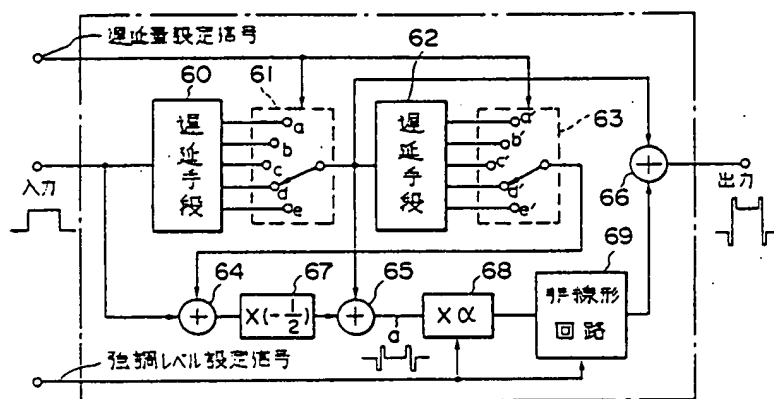 遅延量設定信号
60
61
62
63
遅延手段
a
b
c
d
e
遅延手段
a'
b'
c'
d'
e'
入力
66
出力
64
67
65
68
69
+
×(-1/2)
+
a
×α
非線形
回路
+
強調レベル設定信号